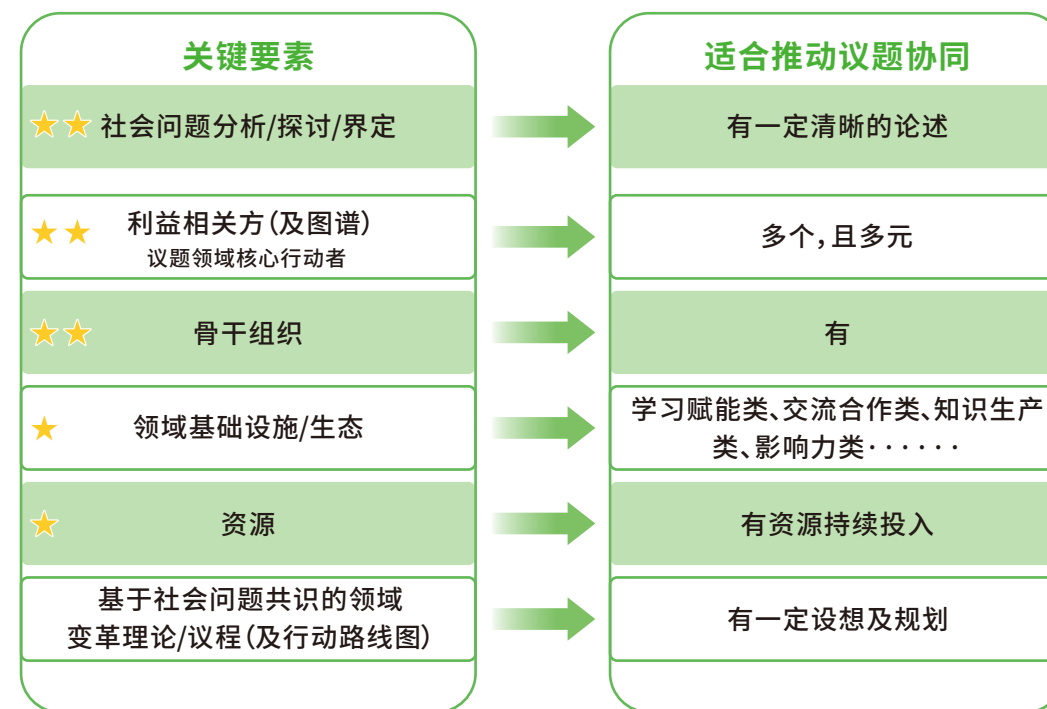 关键要素
适合推动议题协同
社会问题分析/探讨/界定
有一定清晰的论述
利益相关方(及图谱)
议题领域核心行动者
多个,且多元
骨干组织
有
领域基础设施/生态
学习赋能类、交流合作类、知识生产
类、影响力类······
资源
有资源持续投入
基于社会问题共识的领域
变革理论/议程(及行动路线图)
有一定设想及规划